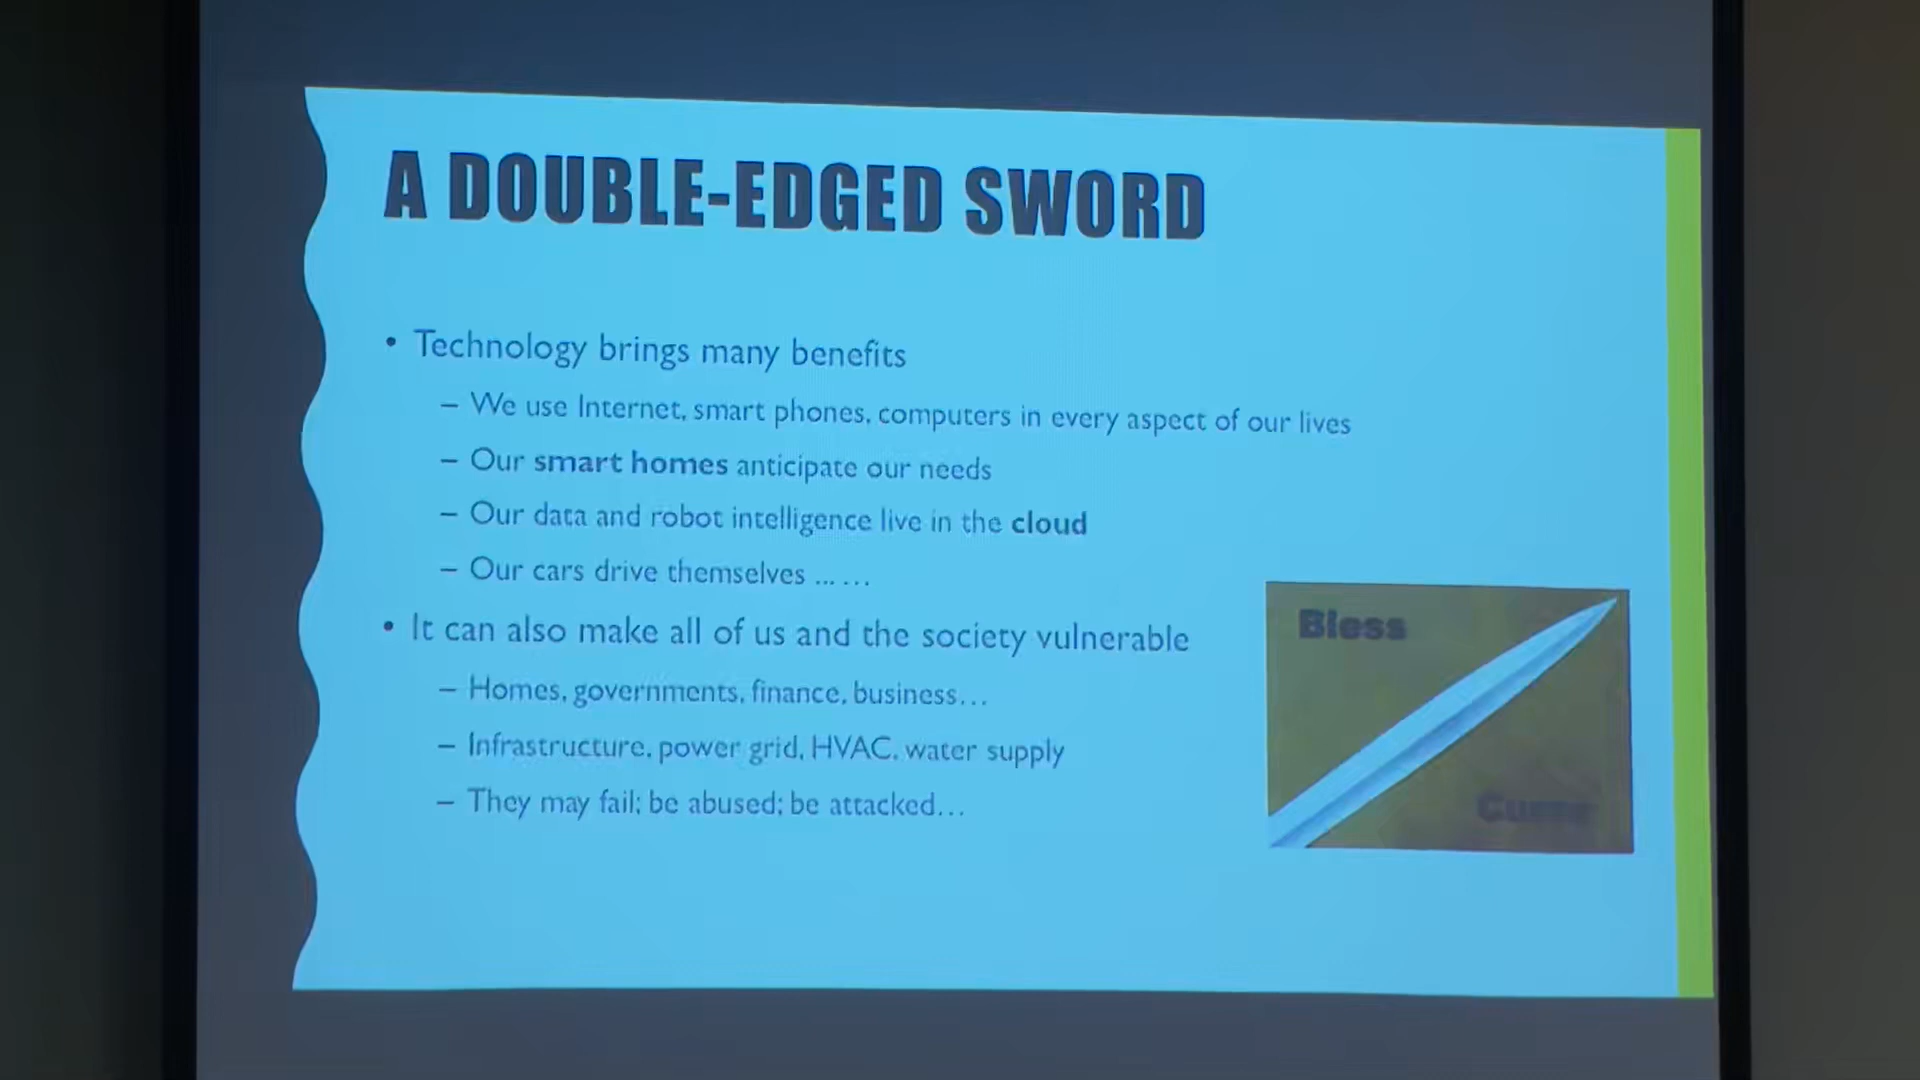 A DOUBLE-EDGED SWORD
• Technology brings many benefits
– We use Internet, smart phones, computers in every aspect of our lives
– Our smart homes anticipate our needs
– Our data and robot intelligence live in the cloud
– Our cars drive themselves ... ...
• It can also make all of us and the society vulnerable
– Homes, governments, finance, business...
– Infrastructure, power grid, HVAC, water supply
– They may fail; be abused; be attacked...
Bless
Curse